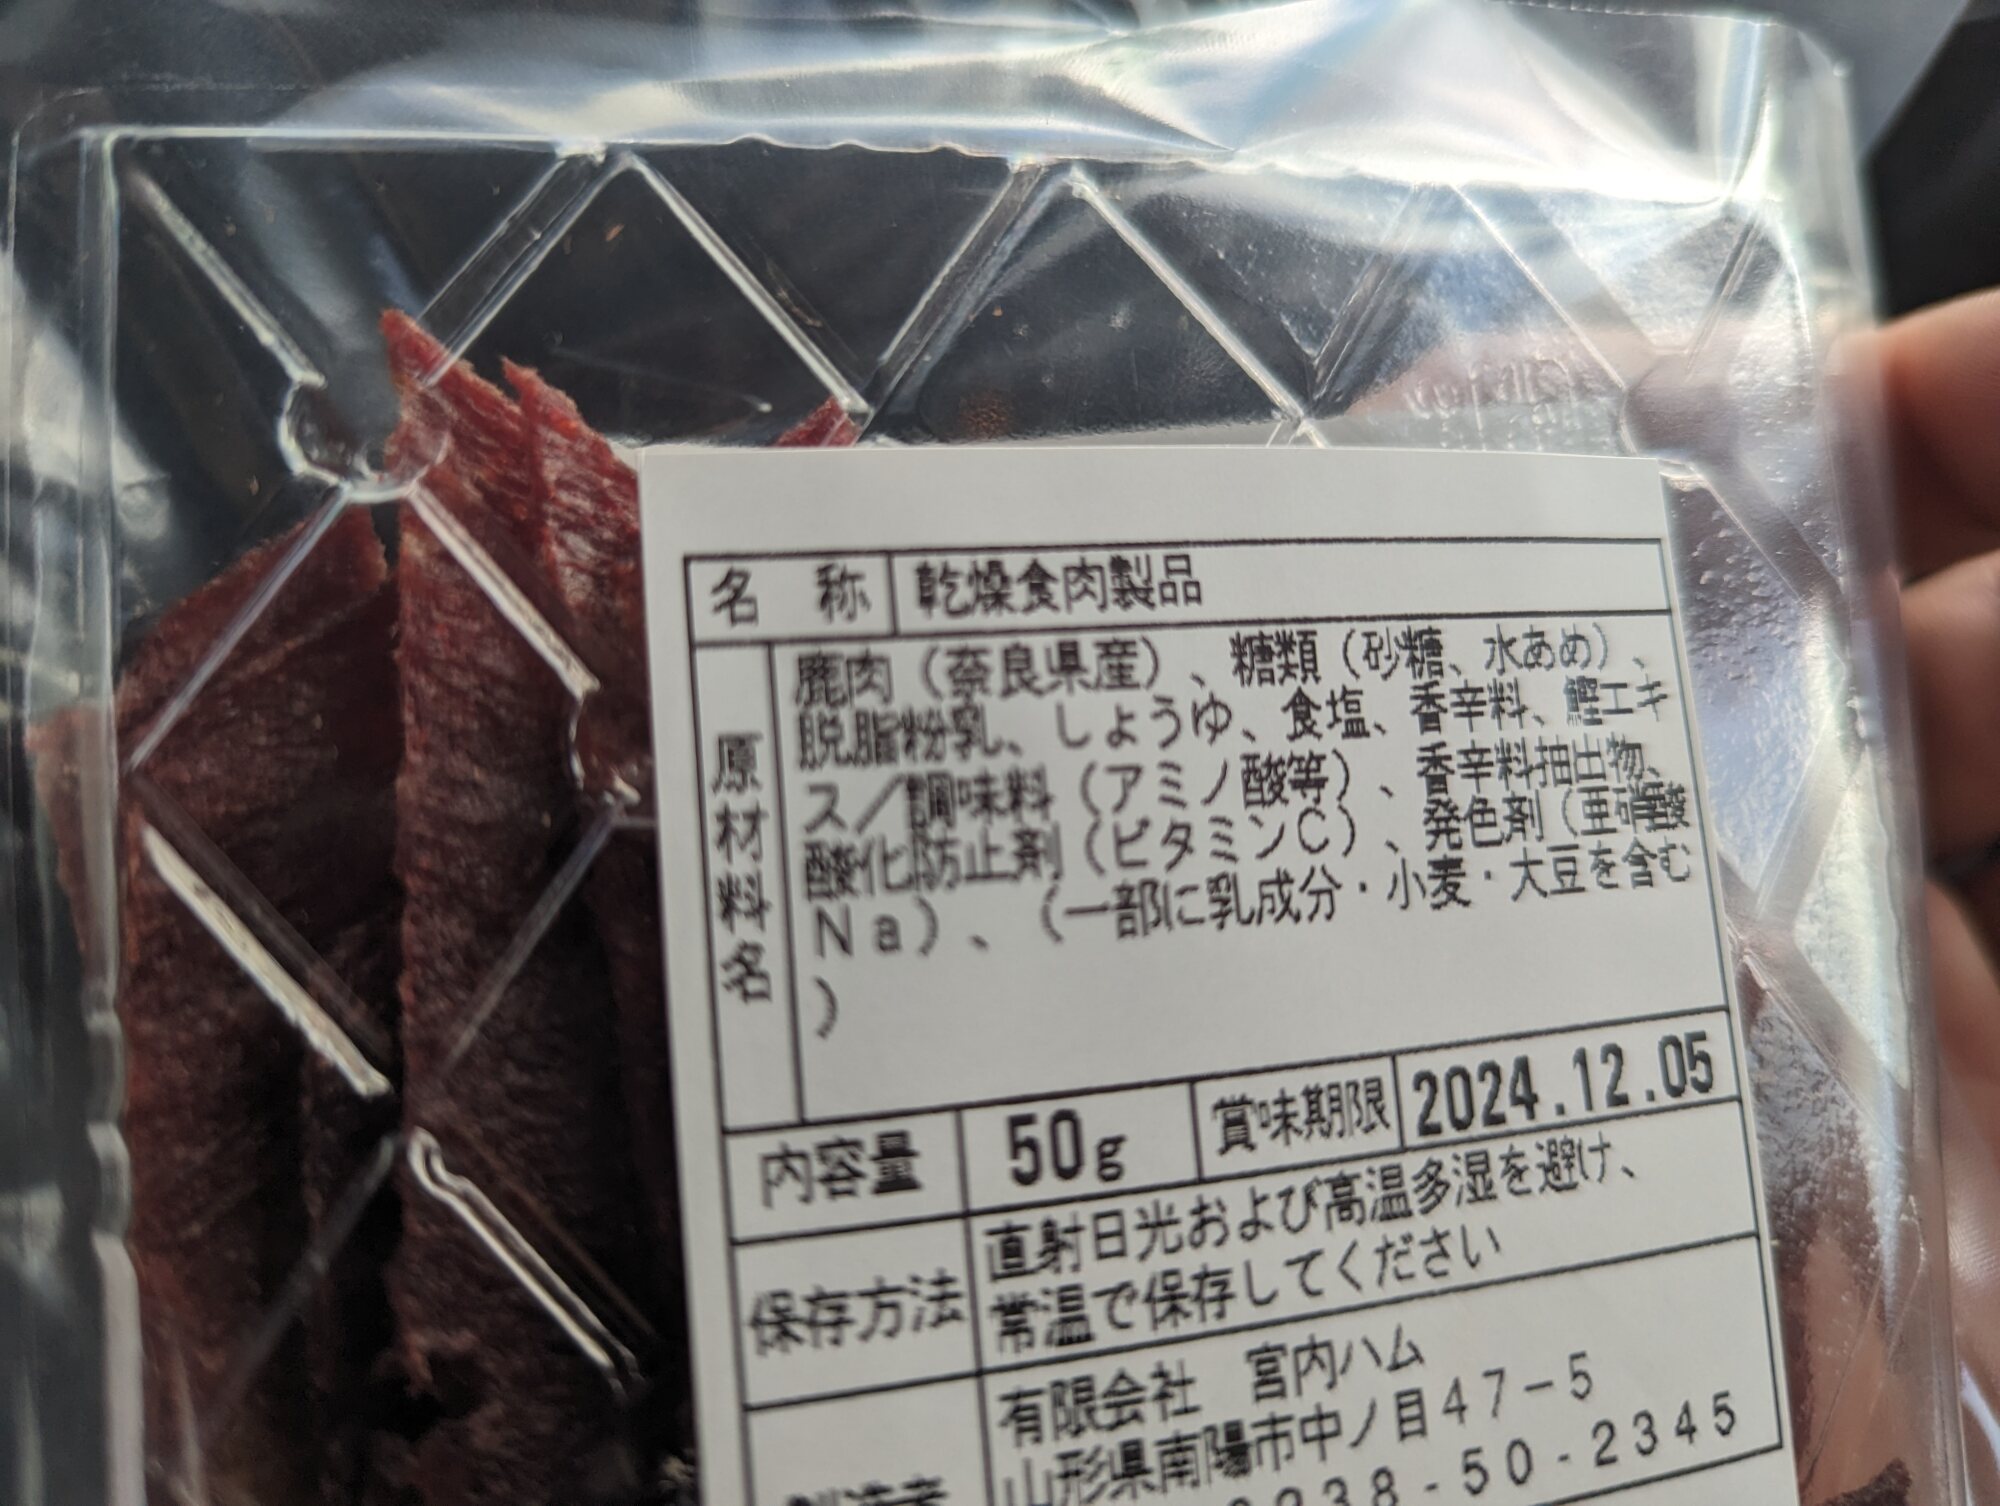 名 称 乾燥食肉製品
原材料名
鹿肉（奈良県産）、糖類（砂糖、水あめ）、
脱脂粉乳、しょうゆ、食塩、香辛料、鰹エキ
ス／調味料（アミノ酸等）、香辛料抽出物、
酸化防止剤（ビタミンC）、発色剤（亜硝酸
Na）、（一部に乳成分・小麦・大豆を含む
）
内容量 50g 賞味期限 2024.12.05
保存方法
直射日光および高温多湿を避け、
常温で保存してください
製造者
有限会社 宮内ハム
山形県南陽市中ノ目47-5
0238-50-2345